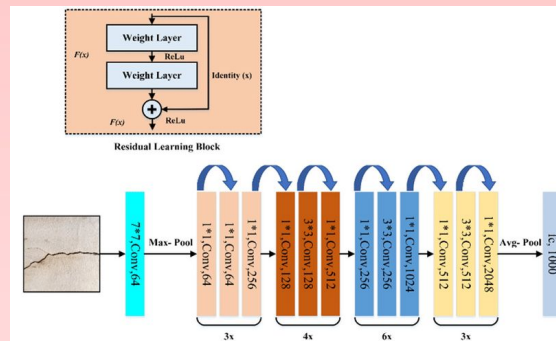 Weight Layer
F(x)
ReLu
Weight Layer
Identity (x)
+
F(x)
ReLu
Residual Learning Block
7*7,Conv,64
Max- Pool
1*1,Conv,64
1*1,Conv,64
1*1,Conv,256
1*1,Conv,128
3*3,Conv,128
1*1,Conv,512
1*1,Conv,256
3*3,Conv,256
1*1,Conv,1024
1*1,Conv,512
3*3,Conv,512
1*1,Conv,2048
Avg- Pool
1c, 1000
3x
4x
6x
3x